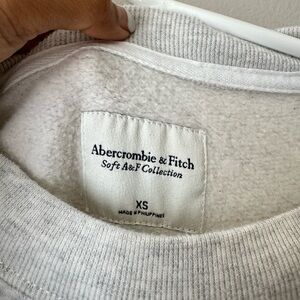 Abercrombie & Fitch
Soft A&F Collection
XS
MADE IN PHILIPPINES